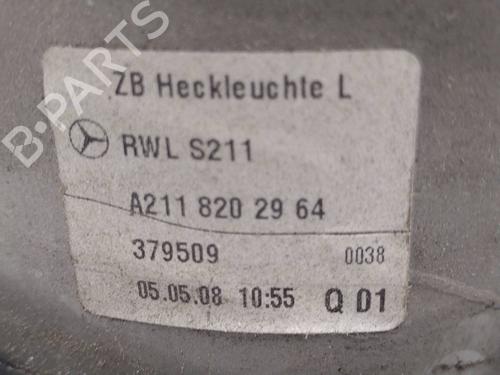 B-PARTS
ZB Heckleuchte L
RWL S211
A211 820 29 64
379509 0038
05.05.08 10:55 Q 01